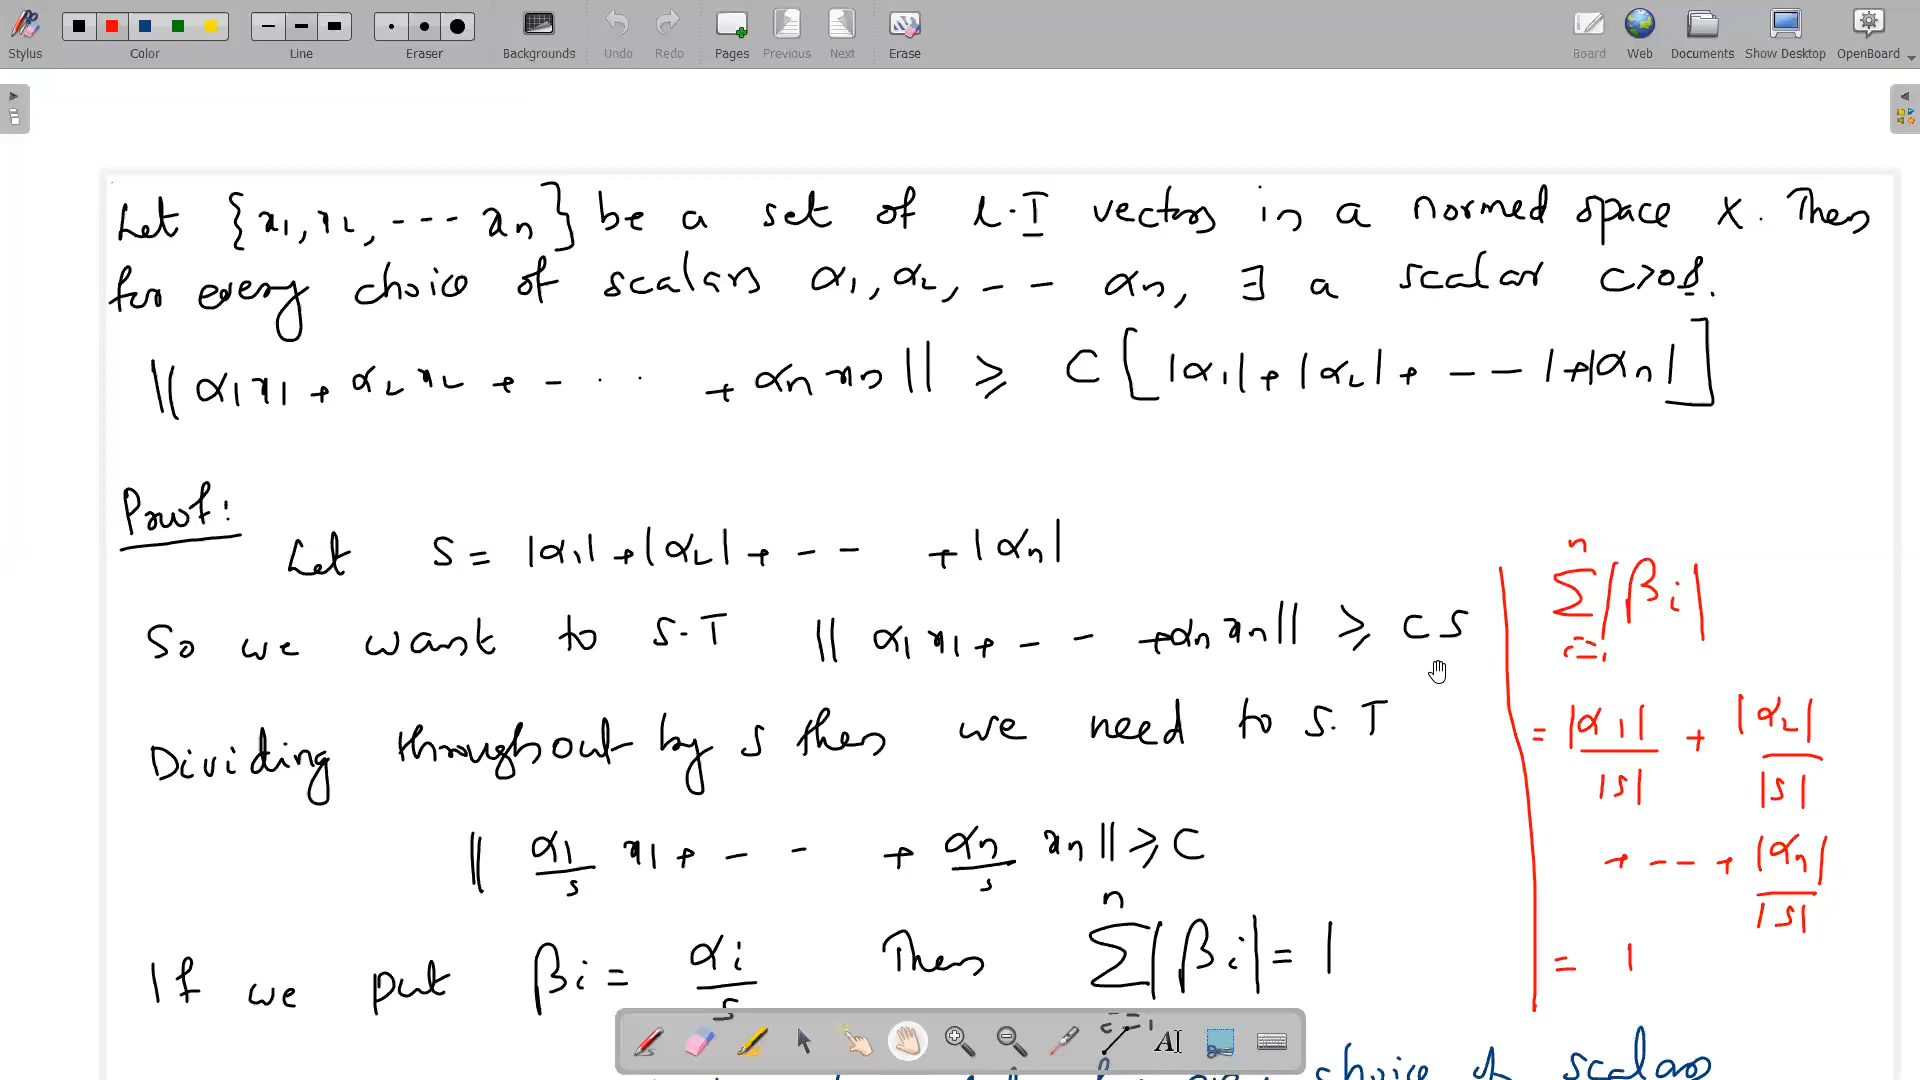 Stylus Color Line Eraser Backgrounds Undo Redo Pages Previous Next Erase Board Web Documents Show Desktop OpenBoard
Let {x1, x2, --- xn} be a set of L.I vectors in a normed space X. Then
for every choice of scalars α1, α2, -- αn, ∃ a scalar c>0 s.
||α1x1 + α2x2 + - ... + αnxn|| ≥ C[|α1| + |α2| + --- + |αn|]
Proof:
Let S = |α1| + |α2| + -- + |αn|
So we want to S.T ||α1x1 + -- + αnxn|| ≥ CS
Dividing throughout by s then we need to S.T
|| α1/s x1 + -- + αn/s xn|| ≥ C
If we put βi = αi/s Then n∑i=1 |βi| = 1
choice of scalars
n∑i=1 |βi|
= |α1|/|s| + |α2|/|s|
+ -- + |αn|/|s|
= 1